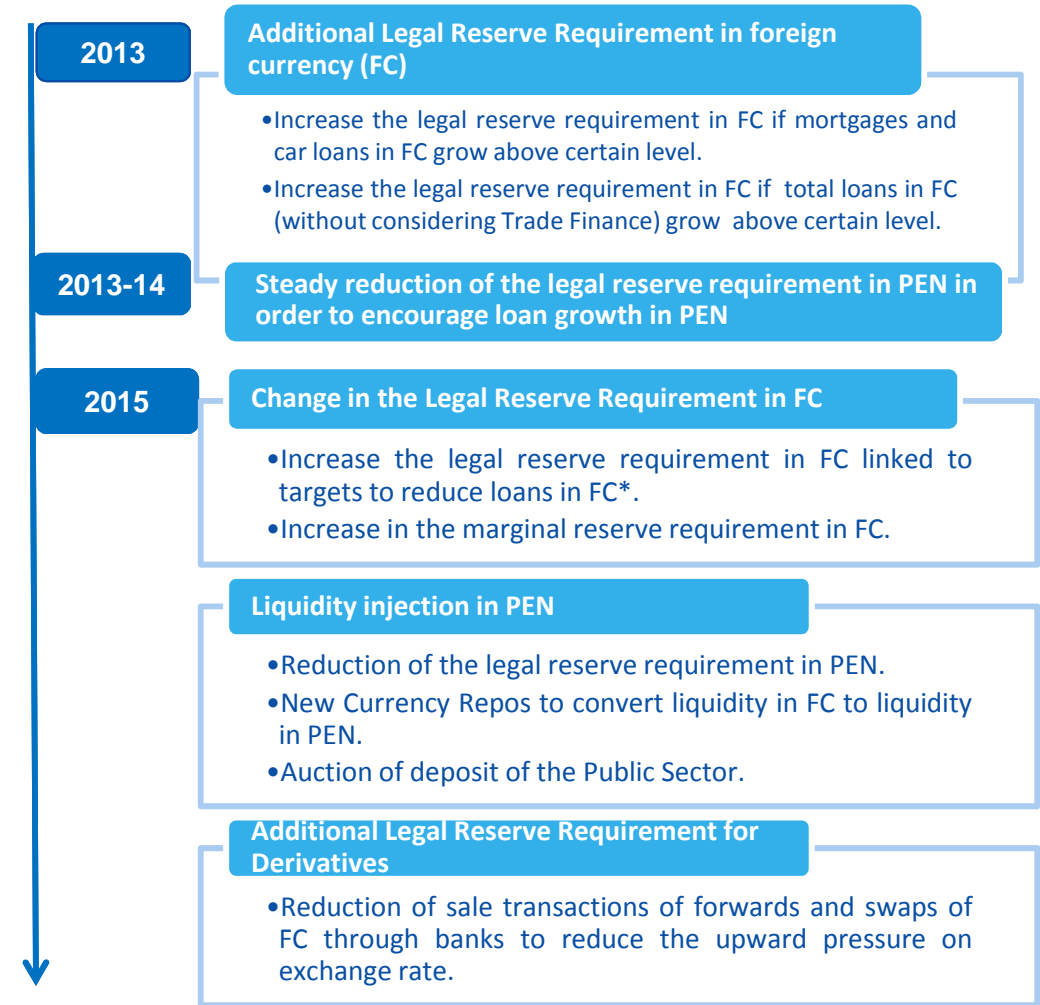 2013
Additional Legal Reserve Requirement in foreign
currency (FC)
•Increase the legal reserve requirement in FC if mortgages and
car loans in FC grow above certain level.
•Increase the legal reserve requirement in FC if total loans in FC
(without considering Trade Finance) grow above certain level.
2013-14
Steady reduction of the legal reserve requirement in PEN in
order to encourage loan growth in PEN
2015
Change in the Legal Reserve Requirement in FC
•Increase the legal reserve requirement in FC linked to
targets to reduce loans in FC*.
•Increase in the marginal reserve requirement in FC.
Liquidity injection in PEN
•Reduction of the legal reserve requirement in PEN.
•New Currency Repos to convert liquidity in FC to liquidity
in PEN.
•Auction of deposit of the Public Sector.
Additional Legal Reserve Requirement for
Derivatives
•Reduction of sale transactions of forwards and swaps of
FC through banks to reduce the upward pressure on
exchange rate.